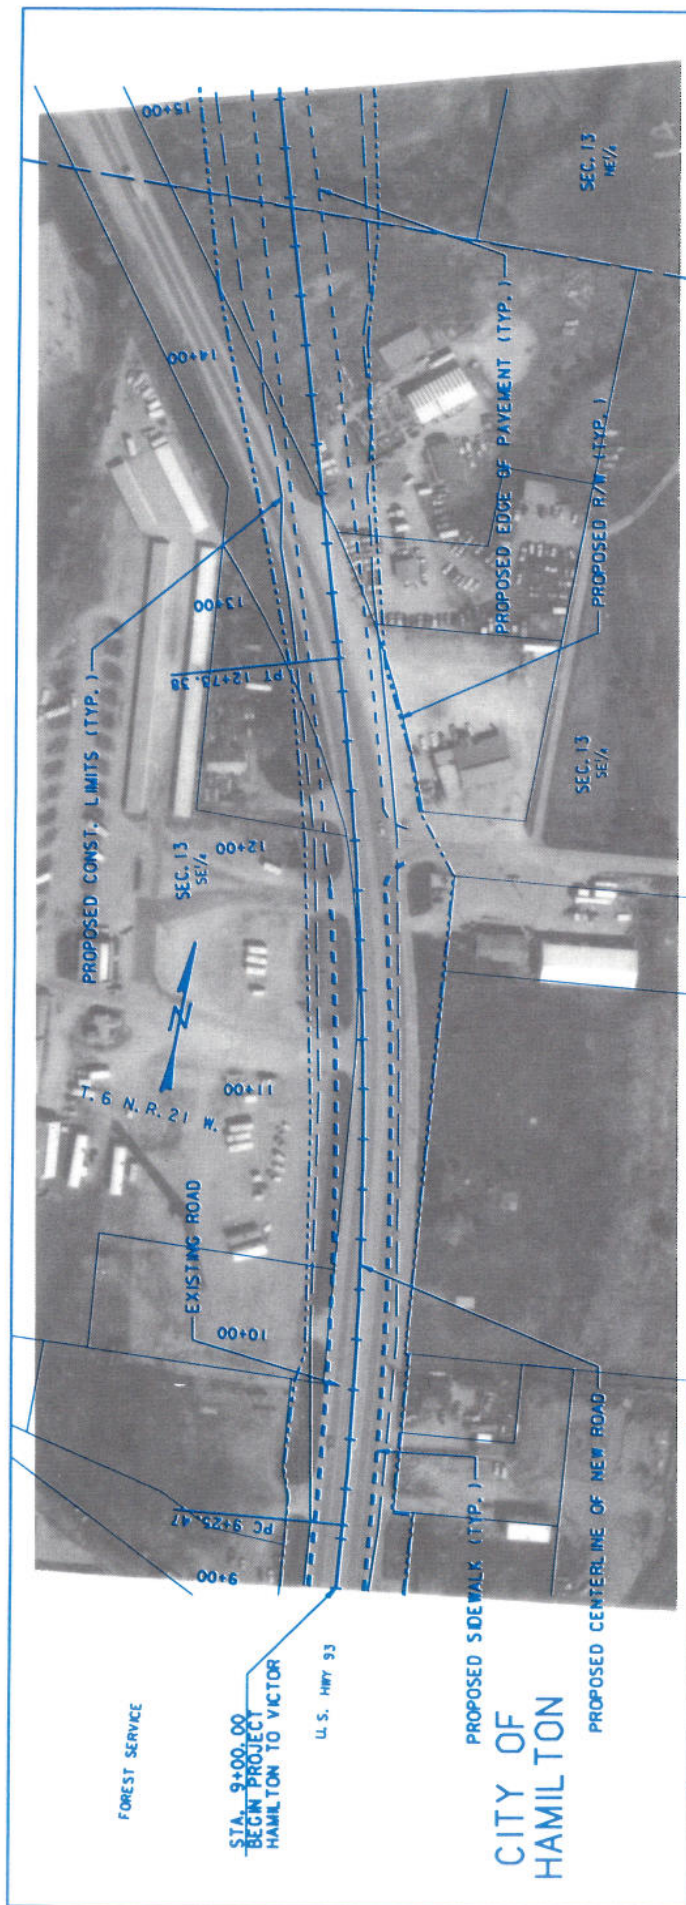 FOREST SERVICE
STA. 9+00.00
BEGIN PROJECT
HAMILTON TO VICTOR
U.S. HWY 93
CITY OF
HAMILTON
9+00
PC 9+25.47
10+00
EXISTING ROAD
PROPOSED SIDEWALK (TYP.)
PROPOSED CENTERLINE OF NEW ROAD
T. 6 N. R. 21 W.
11+00
N
SEC. 13
SE¼
12+00
PROPOSED CONST. LIMITS (TYP.)
PT 12+73.38
13+00
SEC. 13
SE¼
PROPOSED R/W (TYP.)
PROPOSED EDGE OF PAVEMENT (TYP.)
14+00
15+00
SEC. 13
NE¼